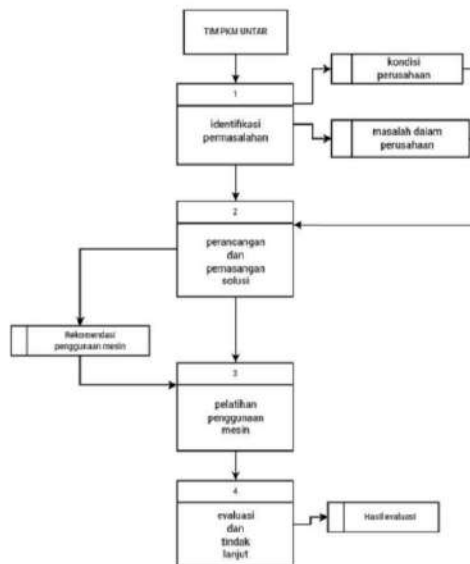 TIM PKM UNTAR
1
identifikasi
permasalahan
kondisi
perusahaan
masalah dalam
perusahaan
2
perancangan
dan
pemasangan
solusi
Rekomendasi
penggunaan mesin
3
pelatihan
penggunaan
mesin
4
evaluasi
dan
tindak
lanjut
Hasil evaluasi